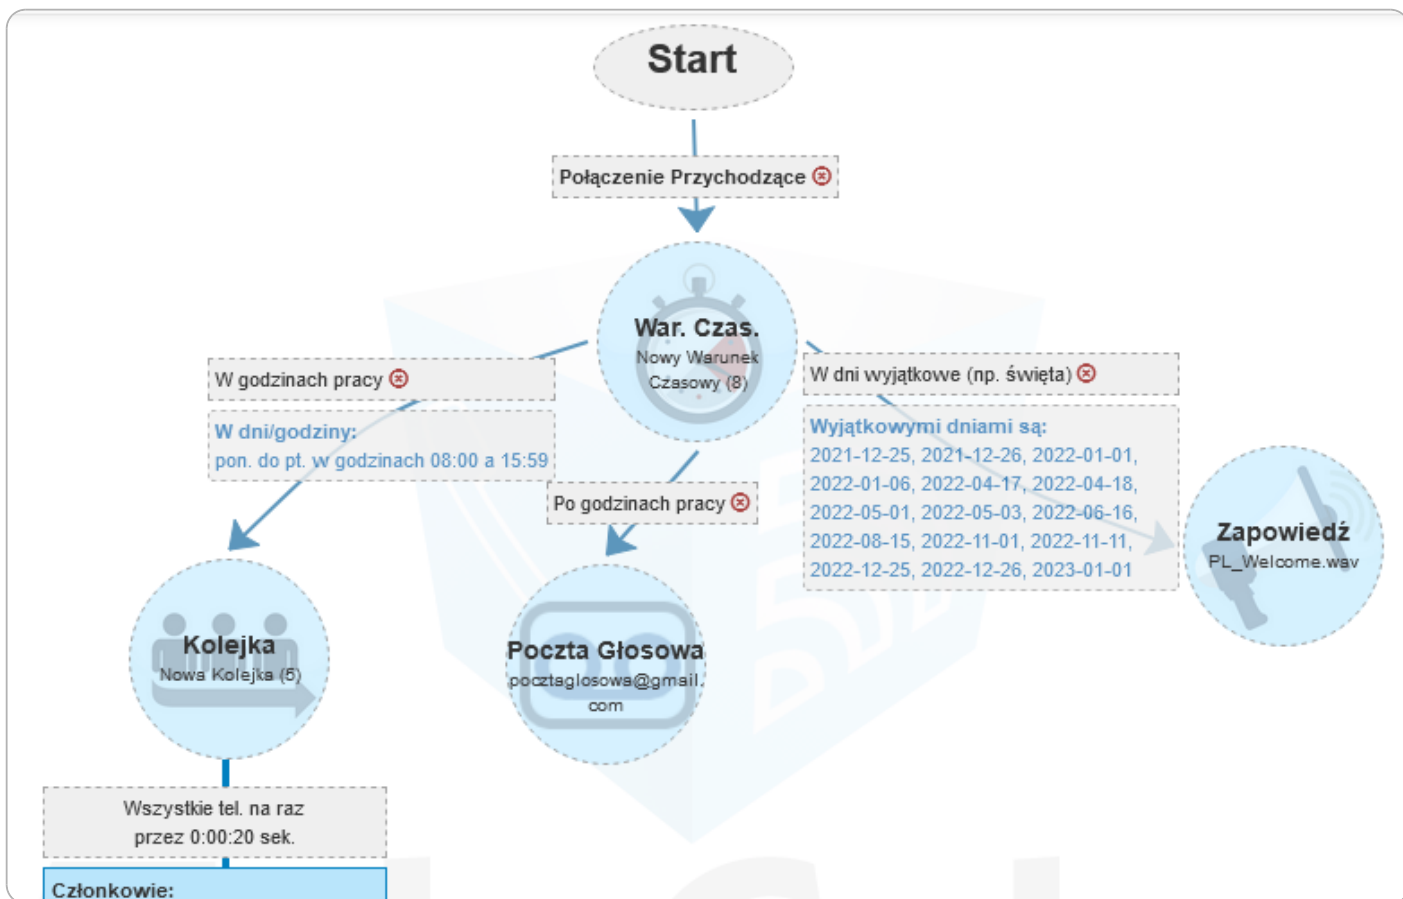 Start
Połączenie Przychodzące
War. Czas.
Nowy Warunek
Czasowy (8)
W godzinach pracy
W dni/godziny:
pon. do pt. w godzinach 08:00 a 15:59
Po godzinach pracy
W dni wyjątkowe (np. święta)
Wyjątkowymi dniami są:
2021-12-25, 2021-12-26, 2022-01-01,
2022-01-06, 2022-04-17, 2022-04-18,
2022-05-01, 2022-05-03, 2022-06-16,
2022-08-15, 2022-11-01, 2022-11-11,
2022-12-25, 2022-12-26, 2023-01-01
Zapowiedź
PL_Welcome.wav
Kolejka
Nowa Kolejka (5)
Poczta Głosowa
pocztaglosowa@gmail.
com
Wszystkie tel. na raz
przez 0:00:20 sek.
Członkowie: